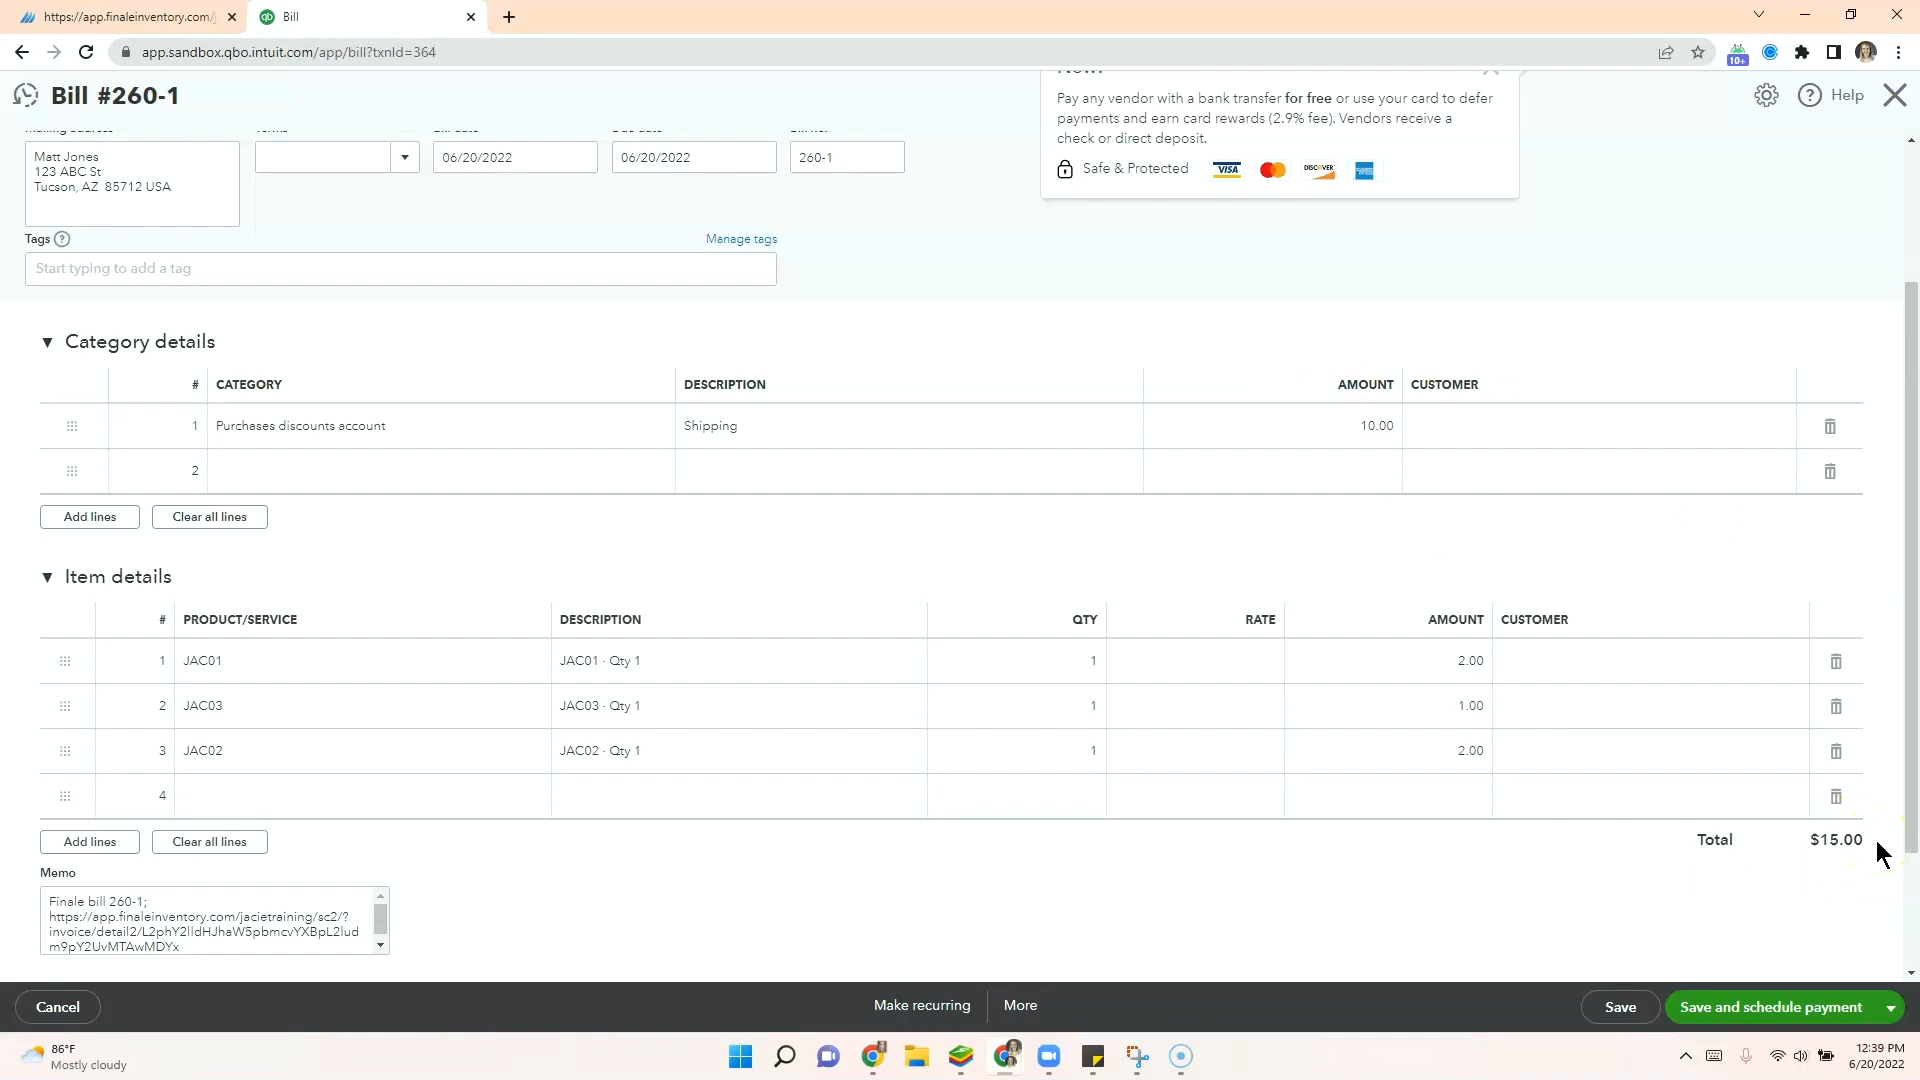 https://app.finaleinventory.com/j
Bill
app.sandbox.qbo.intuit.com/app/bill?txnId=364
10+
Bill #260-1
Pay any vendor with a bank transfer for free or use your card to defer
payments and earn card rewards (2.9% fee). Vendors receive a
check or direct deposit.
Safe & Protected
VISA
DISCOVER
Help
Matt Jones
123 ABC St
Tucson, AZ 85712 USA
06/20/2022
06/20/2022
260-1
Tags ?
Manage tags
Start typing to add a tag
Category details
# CATEGORY DESCRIPTION AMOUNT CUSTOMER
1 Purchases discounts account Shipping 10.00
2
Add lines Clear all lines
Item details
# PRODUCT/SERVICE DESCRIPTION QTY RATE AMOUNT CUSTOMER
1 JAC01 JAC01 - Qty 1 1 2.00
2 JAC03 JAC03 - Qty 1 1 1.00
3 JAC02 JAC02 - Qty 1 1 2.00
4
Add lines Clear all lines
Total $15.00
Memo
Finale bill 260-1;
https://app.finaleinventory.com/jacietraining/sc2/?
invoice/detail2/L2phY2lldHJhaW5pbmcvYXBpL2lud
m9pY2UvMTAwMDYx
Cancel
Make recurring
More
Save
Save and schedule payment
86°F
Mostly cloudy
12:39 PM
6/20/2022